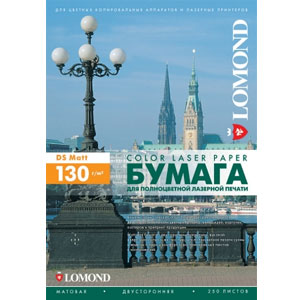 ДЛЯ ЦВЕТНЫХ КОПИРОВАЛЬНЫХ АППАРАТОВ И ЛАЗЕРНЫХ ПРИНТЕРОВ
LOMOND
DS Matt
130 г/м²
COLOR LASER PAPER
БУМАГА
ДЛЯ ПОЛНОЦВЕТНОЙ ЛАЗЕРНОЙ ПЕЧАТИ
LOMOND
МАТОВАЯ ДВУСТОРОННЯЯ 250 ЛИСТОВ